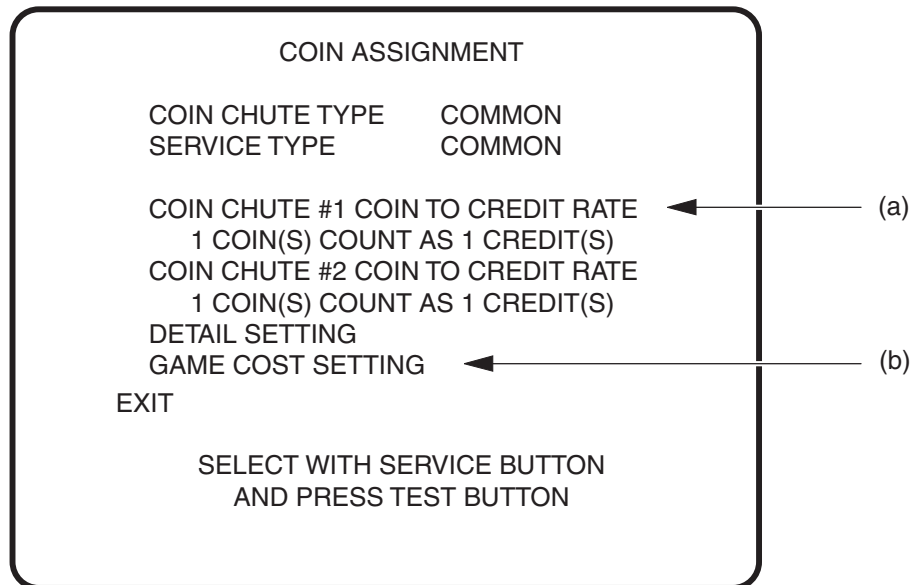 COIN ASSIGNMENT
COIN CHUTE TYPE COMMON
SERVICE TYPE COMMON
COIN CHUTE #1 COIN TO CREDIT RATE (a)
1 COIN(S) COUNT AS 1 CREDIT(S)
COIN CHUTE #2 COIN TO CREDIT RATE
1 COIN(S) COUNT AS 1 CREDIT(S)
DETAIL SETTING
GAME COST SETTING (b)
EXIT
SELECT WITH SERVICE BUTTON
AND PRESS TEST BUTTON